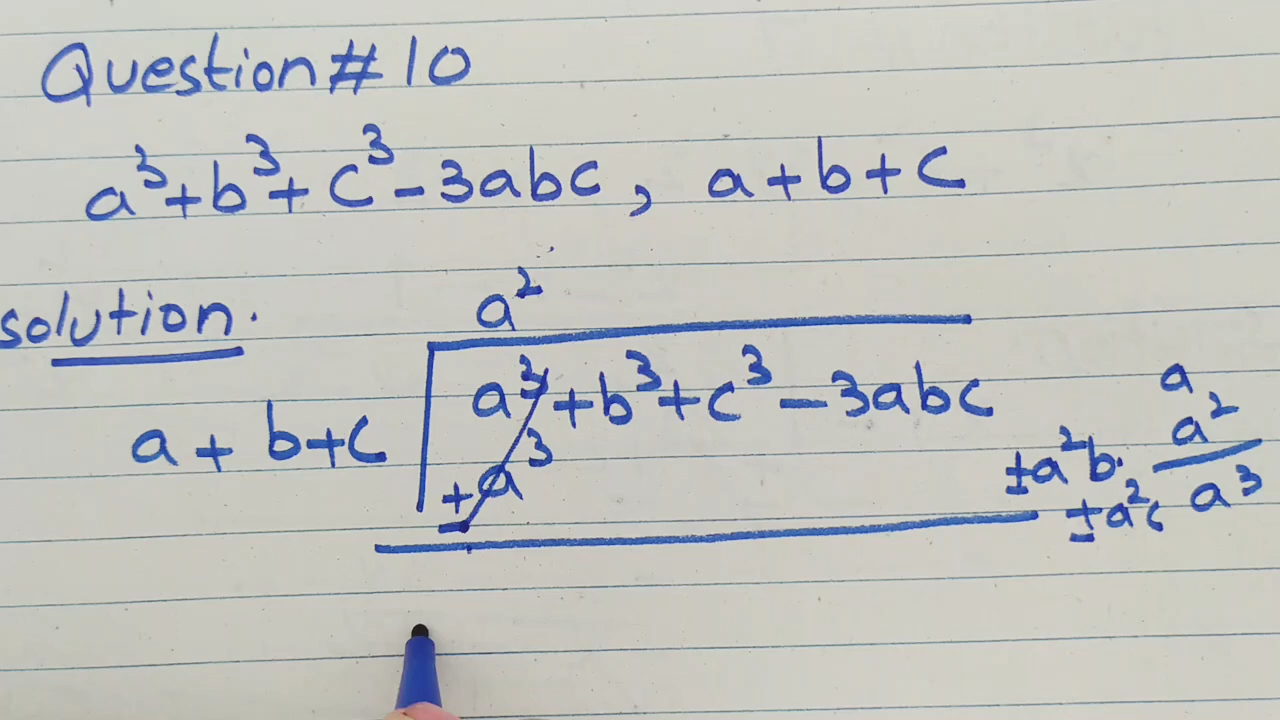 Question # 10
a³+b³+c³-3abc, a+b+c
solution.
a²
a+b+c a³+b³+c³-3abc
±a³ ±a²b ±a²c
a
a²
a³